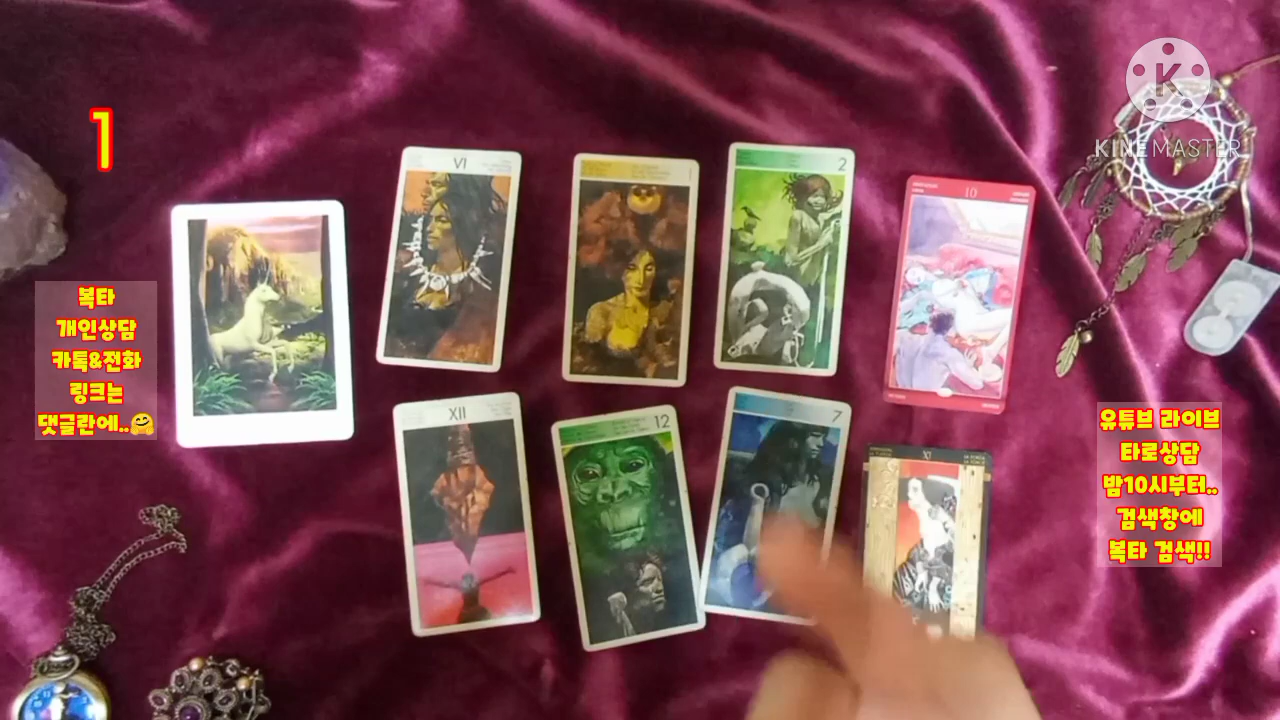 1
KINEMASTER
VI
1
2
10
복타
개인상담
카톡&전화
링크는
댓글란에..🤗
XII
12
7
XI
유튜브 라이브
타로상담
밤10시부터..
검색창에
복타 검색!!